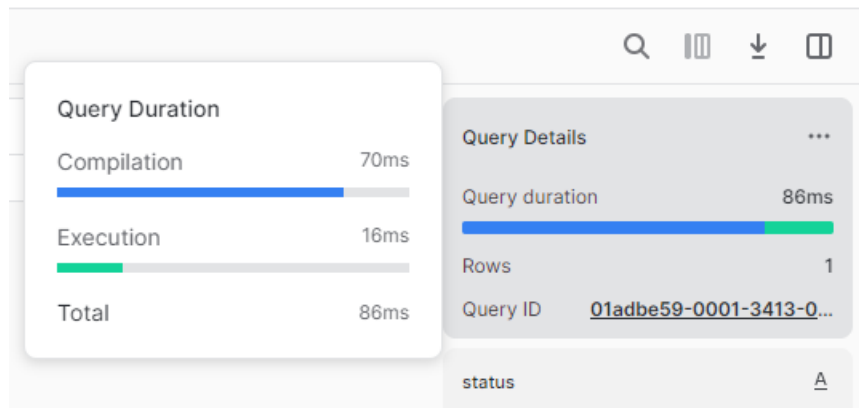 Query Duration
Compilation 70ms
Execution 16ms
Total 86ms
Query Details ...
Query duration 86ms
Rows 1
Query ID 01adbe59-0001-3413-0...
status A